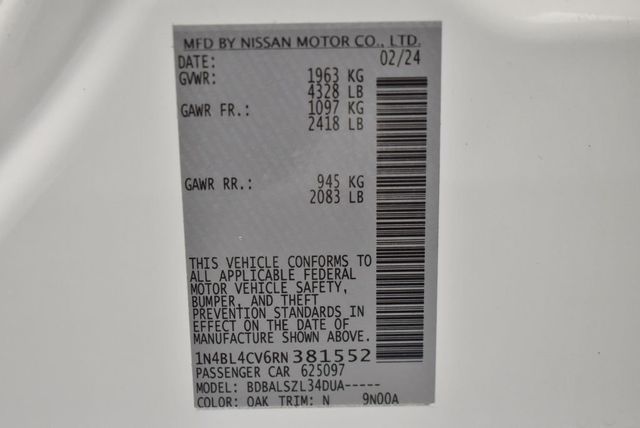 MFD BY NISSAN MOTOR CO., LTD.
DATE: 02/24
GVWR: 1963 KG
4328 LB
GAWR FR.: 1097 KG
2418 LB
GAWR RR.: 945 KG
2083 LB
THIS VEHICLE CONFORMS TO
ALL APPLICABLE FEDERAL
MOTOR VEHICLE SAFETY,
BUMPER, AND THEFT
PREVENTION STANDARDS IN
EFFECT ON THE DATE OF
MANUFACTURE SHOWN ABOVE.
1N4BL4CV6RN381552
PASSENGER CAR 625097
MODEL: BDBALSZL34DUA-----
COLOR: OAK TRIM: N 9N00A